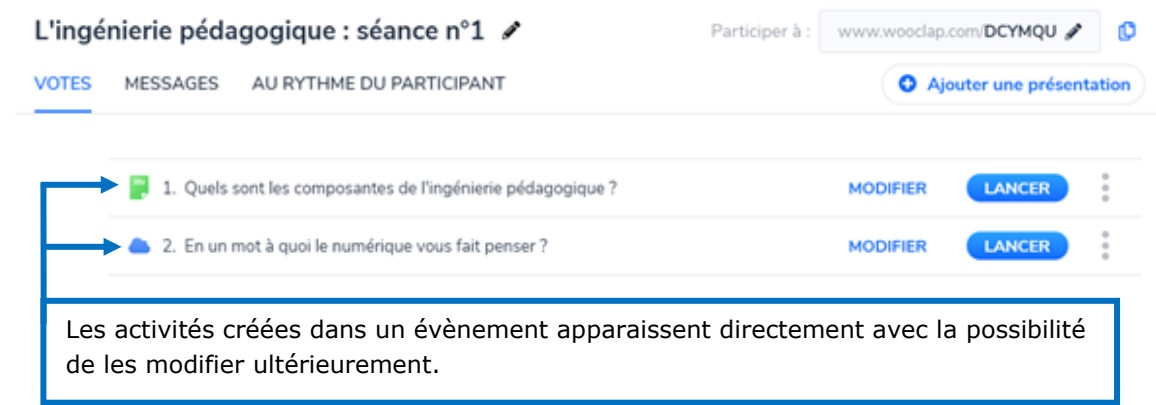 L'ingénierie pédagogique : séance n°1
Participer à : www.wooclap.com/DCYMQU
VOTES MESSAGES AU RYTHME DU PARTICIPANT
Ajouter une présentation
1. Quels sont les composantes de l'ingénierie pédagogique ? MODIFIER LANCER
2. En un mot à quoi le numérique vous fait penser ? MODIFIER LANCER
Les activités créées dans un évènement apparaissent directement avec la possibilité
de les modifier ultérieurement.